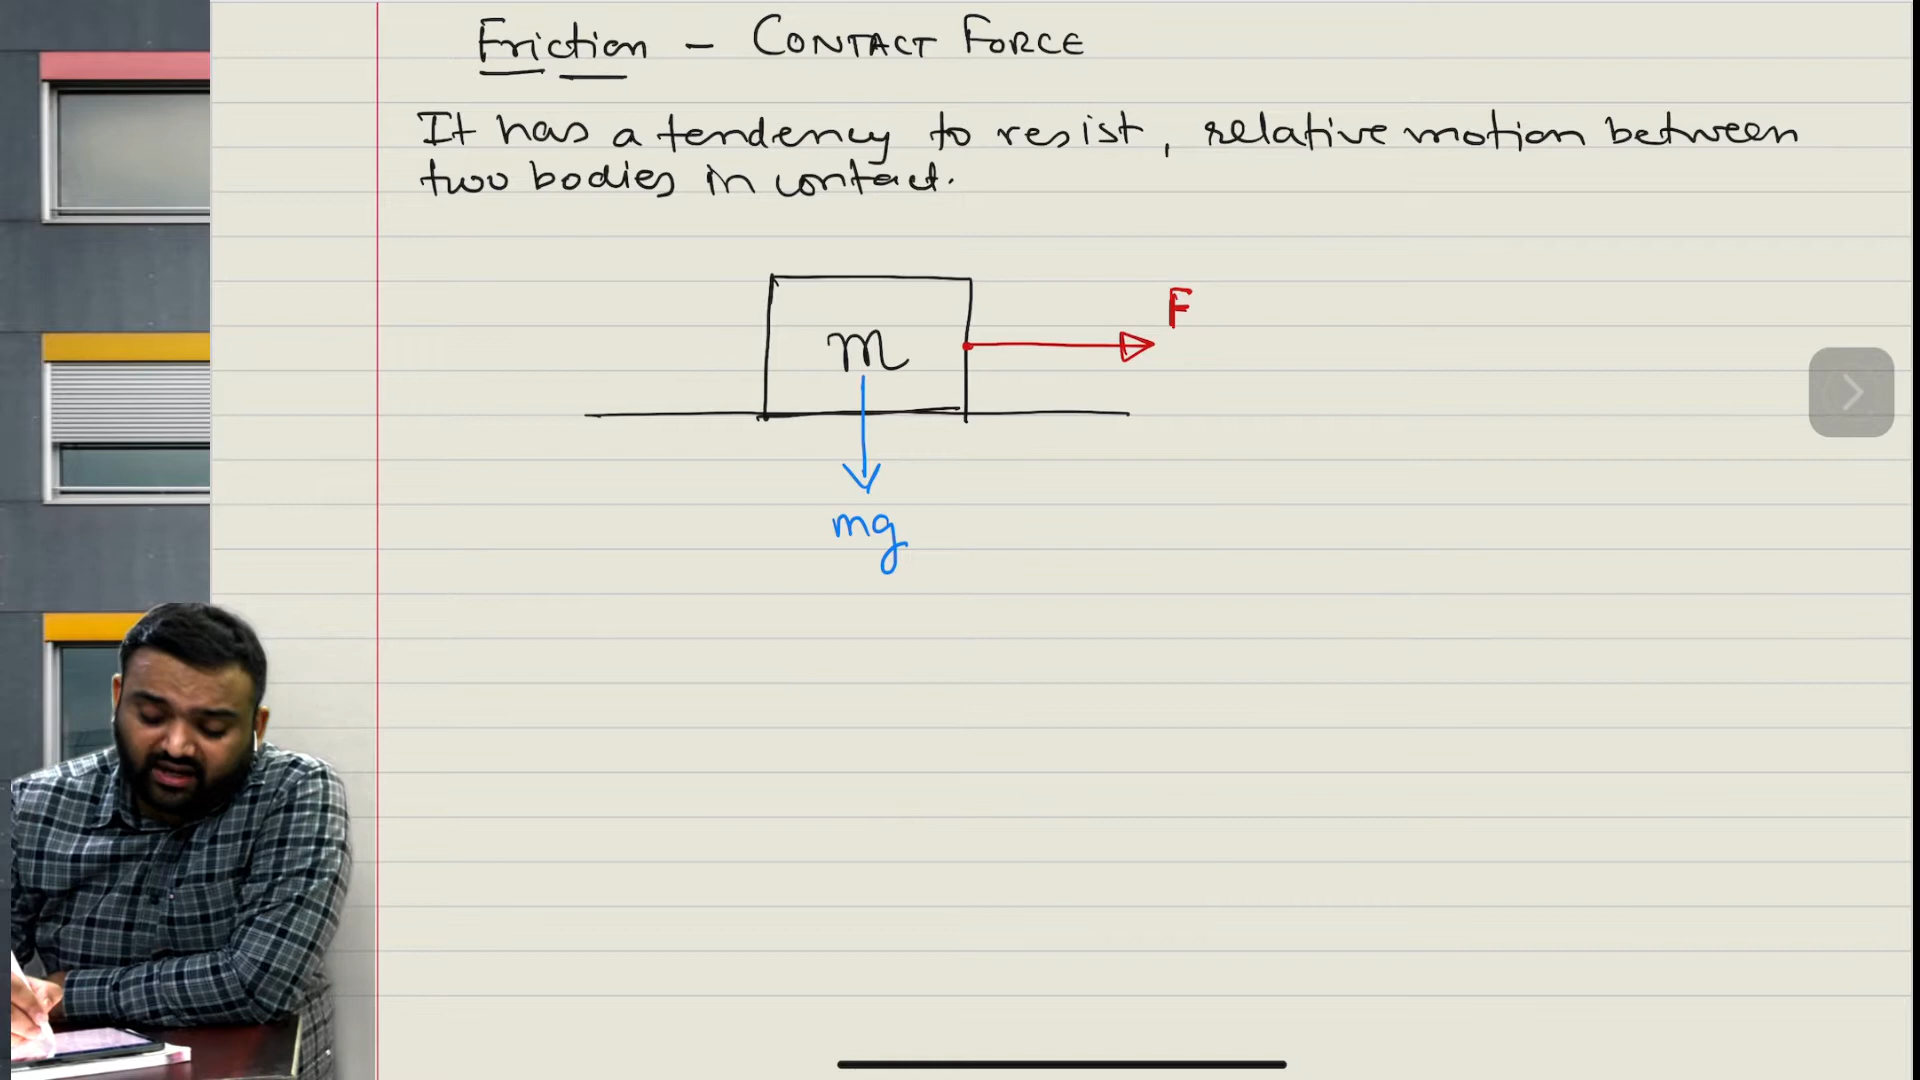 Friction - CONTACT FORCE
It has a tendency to resist, relative motion between
two bodies in contact.
F
m
mg